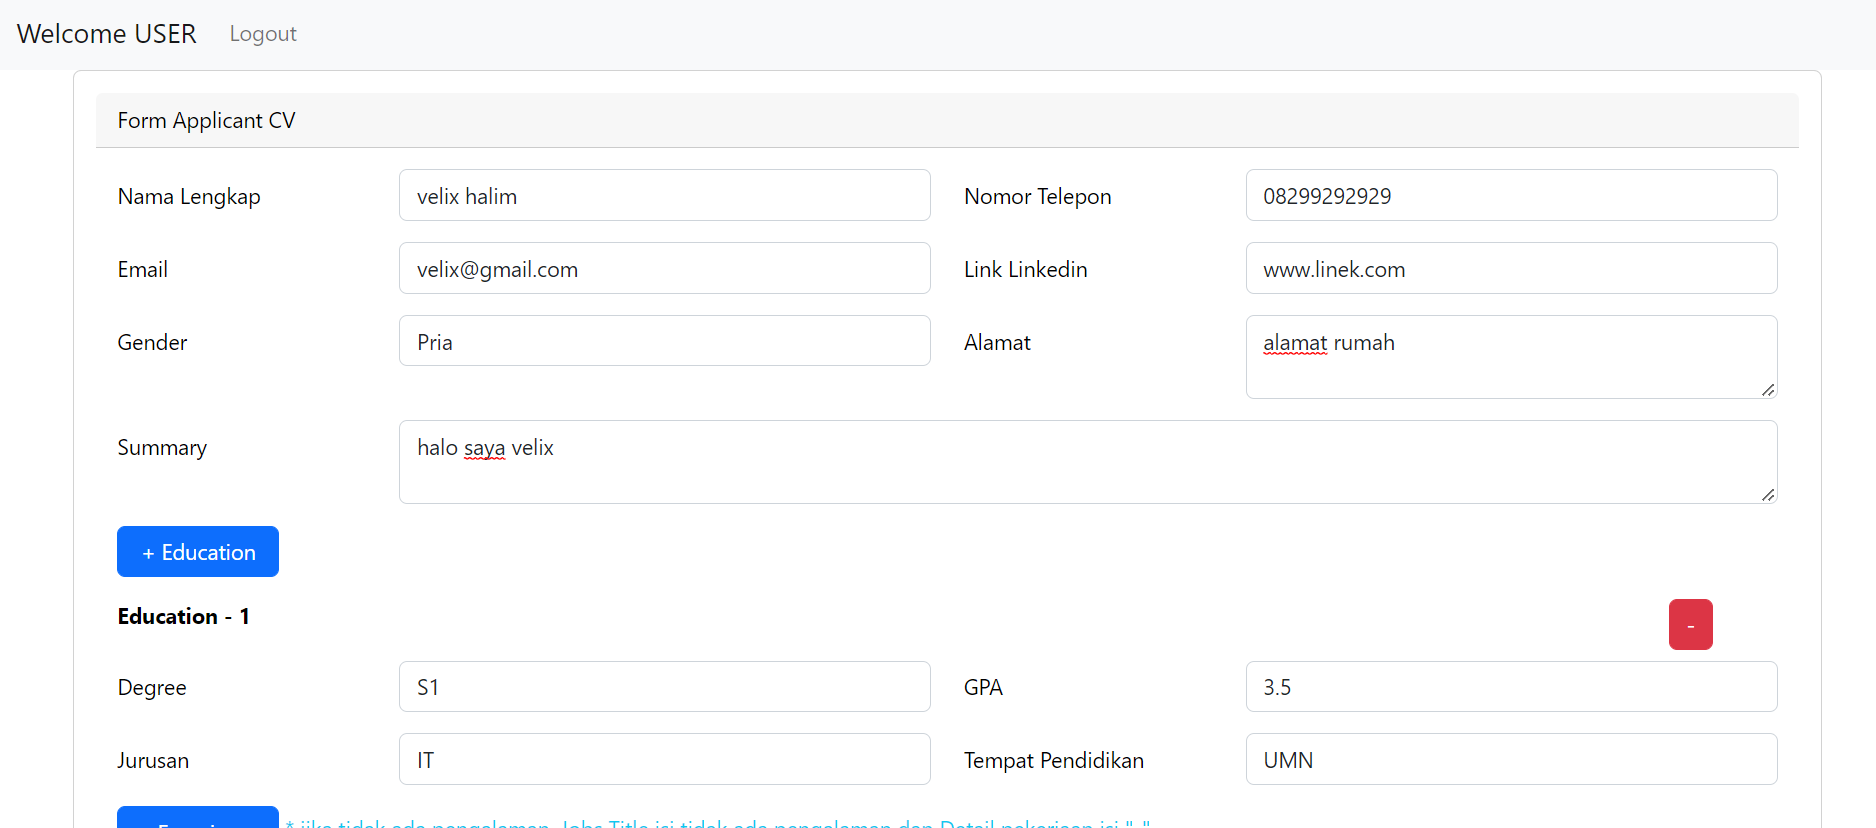 Welcome USER Logout
Form Applicant CV
Nama Lengkap velix halim Nomor Telepon 08299292929
Email velix@gmail.com Link Linkedin www.linek.com
Gender Pria Alamat alamat rumah
Summary halo saya velix
+ Education
Education - 1 -
Degree S1 GPA 3.5
Jurusan IT Tempat Pendidikan UMN
* jika tidak ada pengalaman, Jobs Title isi tidak ada pengalaman dan Detail pekerjaan isi "-"